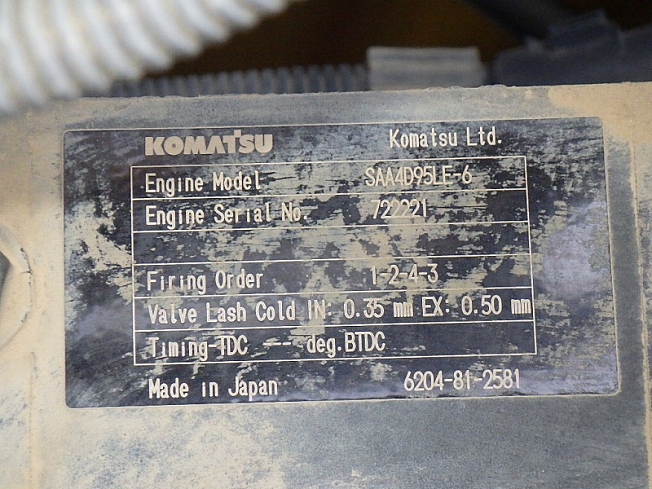 KOMATSU Komatsu Ltd.
Engine Model SAA4D95LE-6
Engine Serial No. 722221
Firing Order 1-2-4-3
Valve Lash Cold IN: 0.35 mm EX: 0.50 mm
Timing TDC --- deg.BTDC
Made in Japan 6204-81-2581